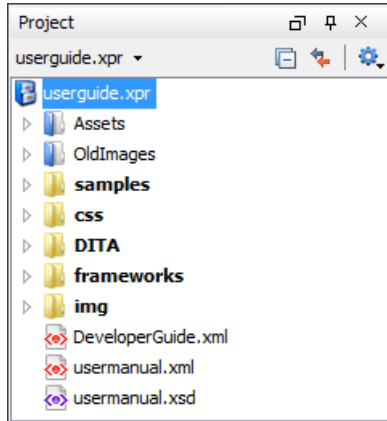 Project
userguide.xpr
userguide.xpr
Assets
OldImages
samples
css
DITA
frameworks
img
DeveloperGuide.xml
usermanual.xml
usermanual.xsd